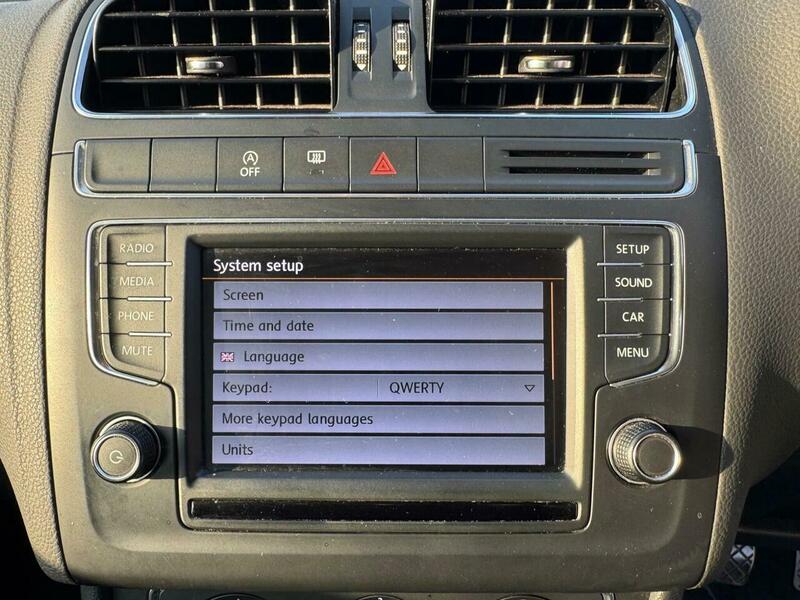 A
OFF
RADIO
MEDIA
PHONE
MUTE
System setup
Screen
Time and date
Language
Keypad: QWERTY
More keypad languages
Units
SETUP
SOUND
CAR
MENU